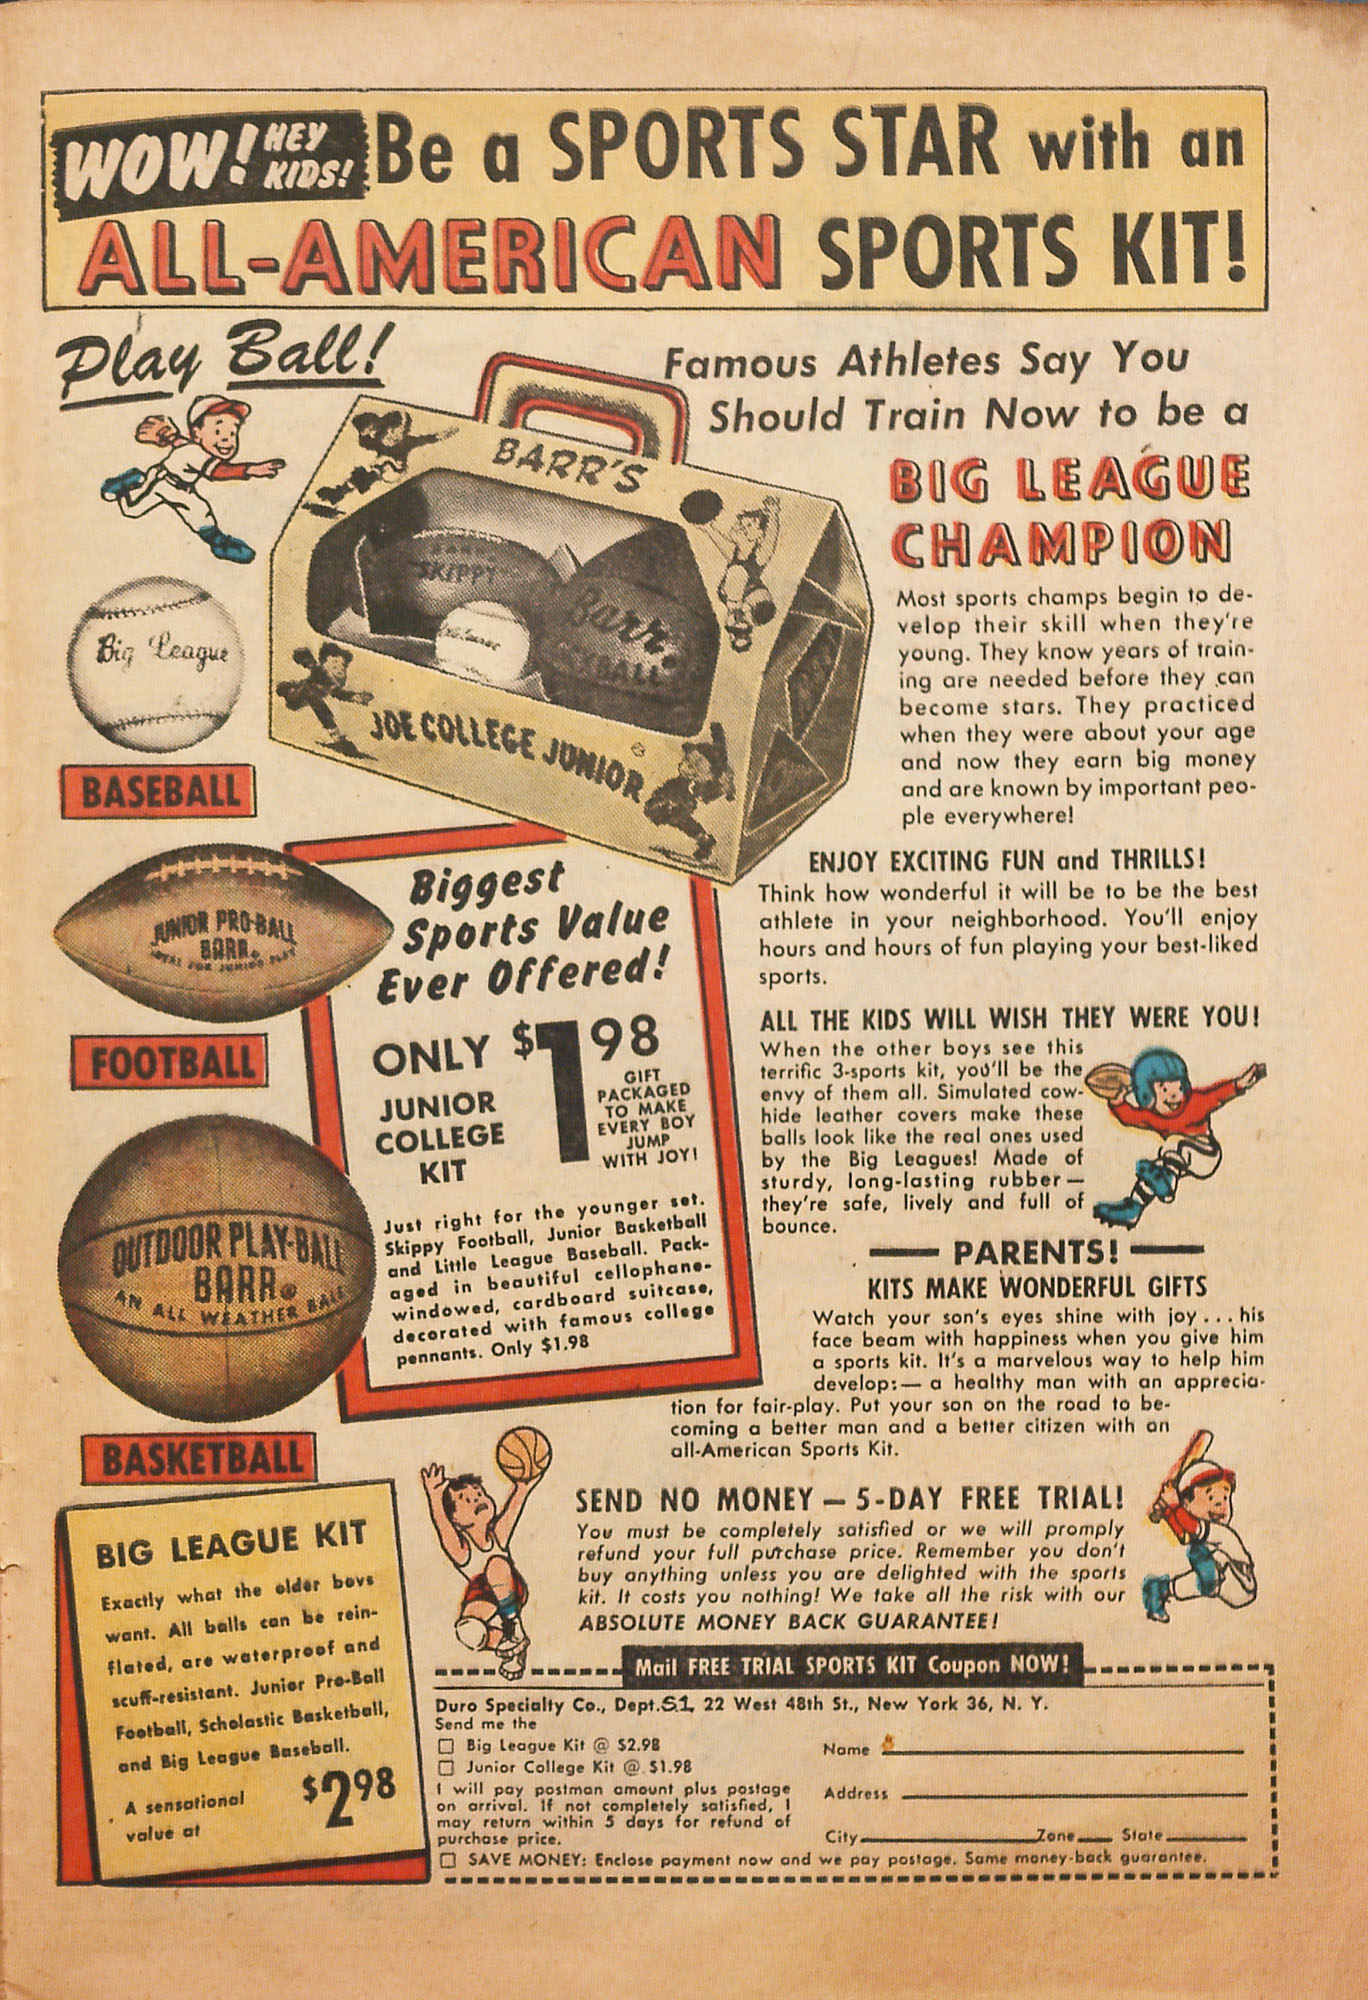 WOW! HEY KIDS! Be a SPORTS STAR with an
ALL-AMERICAN SPORTS KIT!
Play Ball!
Famous Athletes Say You
Should Train Now to be a
BIG LEAGUE
CHAMPION
BARR'S
SKIPPY
Barr
JOE COLLEGE JUNIOR
Big League
BASEBALL
Most sports champs begin to de-
velop their skill when they're
young. They know years of train-
ing are needed before they can
become stars. They practiced
when they were about your age
and now they earn big money
and are known by important peo-
ple everywhere!
JUNIOR PRO-BALL
BARR®
IDEAL FOR JUNIOR PLAY
FOOTBALL
OUTDOOR PLAY-BALL
BARR®
AN ALL WEATHER BALL
BASKETBALL
Biggest
Sports Value
Ever Offered!
ONLY $1.98
JUNIOR
COLLEGE
KIT
GIFT
PACKAGED
TO MAKE
EVERY BOY
JUMP
WITH JOY!
Just right for the younger set.
Skippy Football, Junior Basketball
and Little League Baseball. Pack-
aged in beautiful cellophane-
windowed, cardboard suitcase,
decorated with famous college
pennants. Only $1.98
ENJOY EXCITING FUN and THRILLS!
Think how wonderful it will be to be the best
athlete in your neighborhood. You'll enjoy
hours and hours of fun playing your best-liked
sports.
ALL THE KIDS WILL WISH THEY WERE YOU!
When the other boys see this
terrific 3-sports kit, you'll be the
envy of them all. Simulated cow-
hide leather covers make these
balls look like the real ones used
by the Big Leagues! Made of
sturdy, long-lasting rubber—
they're safe, lively and full of
bounce.
— PARENTS! —
KITS MAKE WONDERFUL GIFTS
Watch your son's eyes shine with joy... his
face beam with happiness when you give him
a sports kit. It's a marvelous way to help him
develop:— a healthy man with an apprecia-
tion for fair-play. Put your son on the road to be-
coming a better man and a better citizen with an
all-American Sports Kit.
BIG LEAGUE KIT
Exactly what the older boys
want. All balls can be rein-
flated, are waterproof and
scuff-resistant. Junior Pro-Ball
Football, Scholastic Basketball,
and Big League Baseball.
A sensational
value at
$2.98
SEND NO MONEY — 5-DAY FREE TRIAL!
You must be completely satisfied or we will promply
refund your full purchase price. Remember you don't
buy anything unless you are delighted with the sports
kit. It costs you nothing! We take all the risk with our
ABSOLUTE MONEY BACK GUARANTEE!
Mail FREE TRIAL SPORTS KIT Coupon NOW!
Duro Specialty Co., Dept. S1, 22 West 48th St., New York 36, N. Y.
Send me the
□ Big League Kit @ $2.98
□ Junior College Kit @ $1.98
I will pay postman amount plus postage
on arrival. If not completely satisfied, I
may return within 5 days for refund of
purchase price.
□ SAVE MONEY: Enclose payment now and we pay postage. Same money-back guarantee.
Name
Address
City Zone State